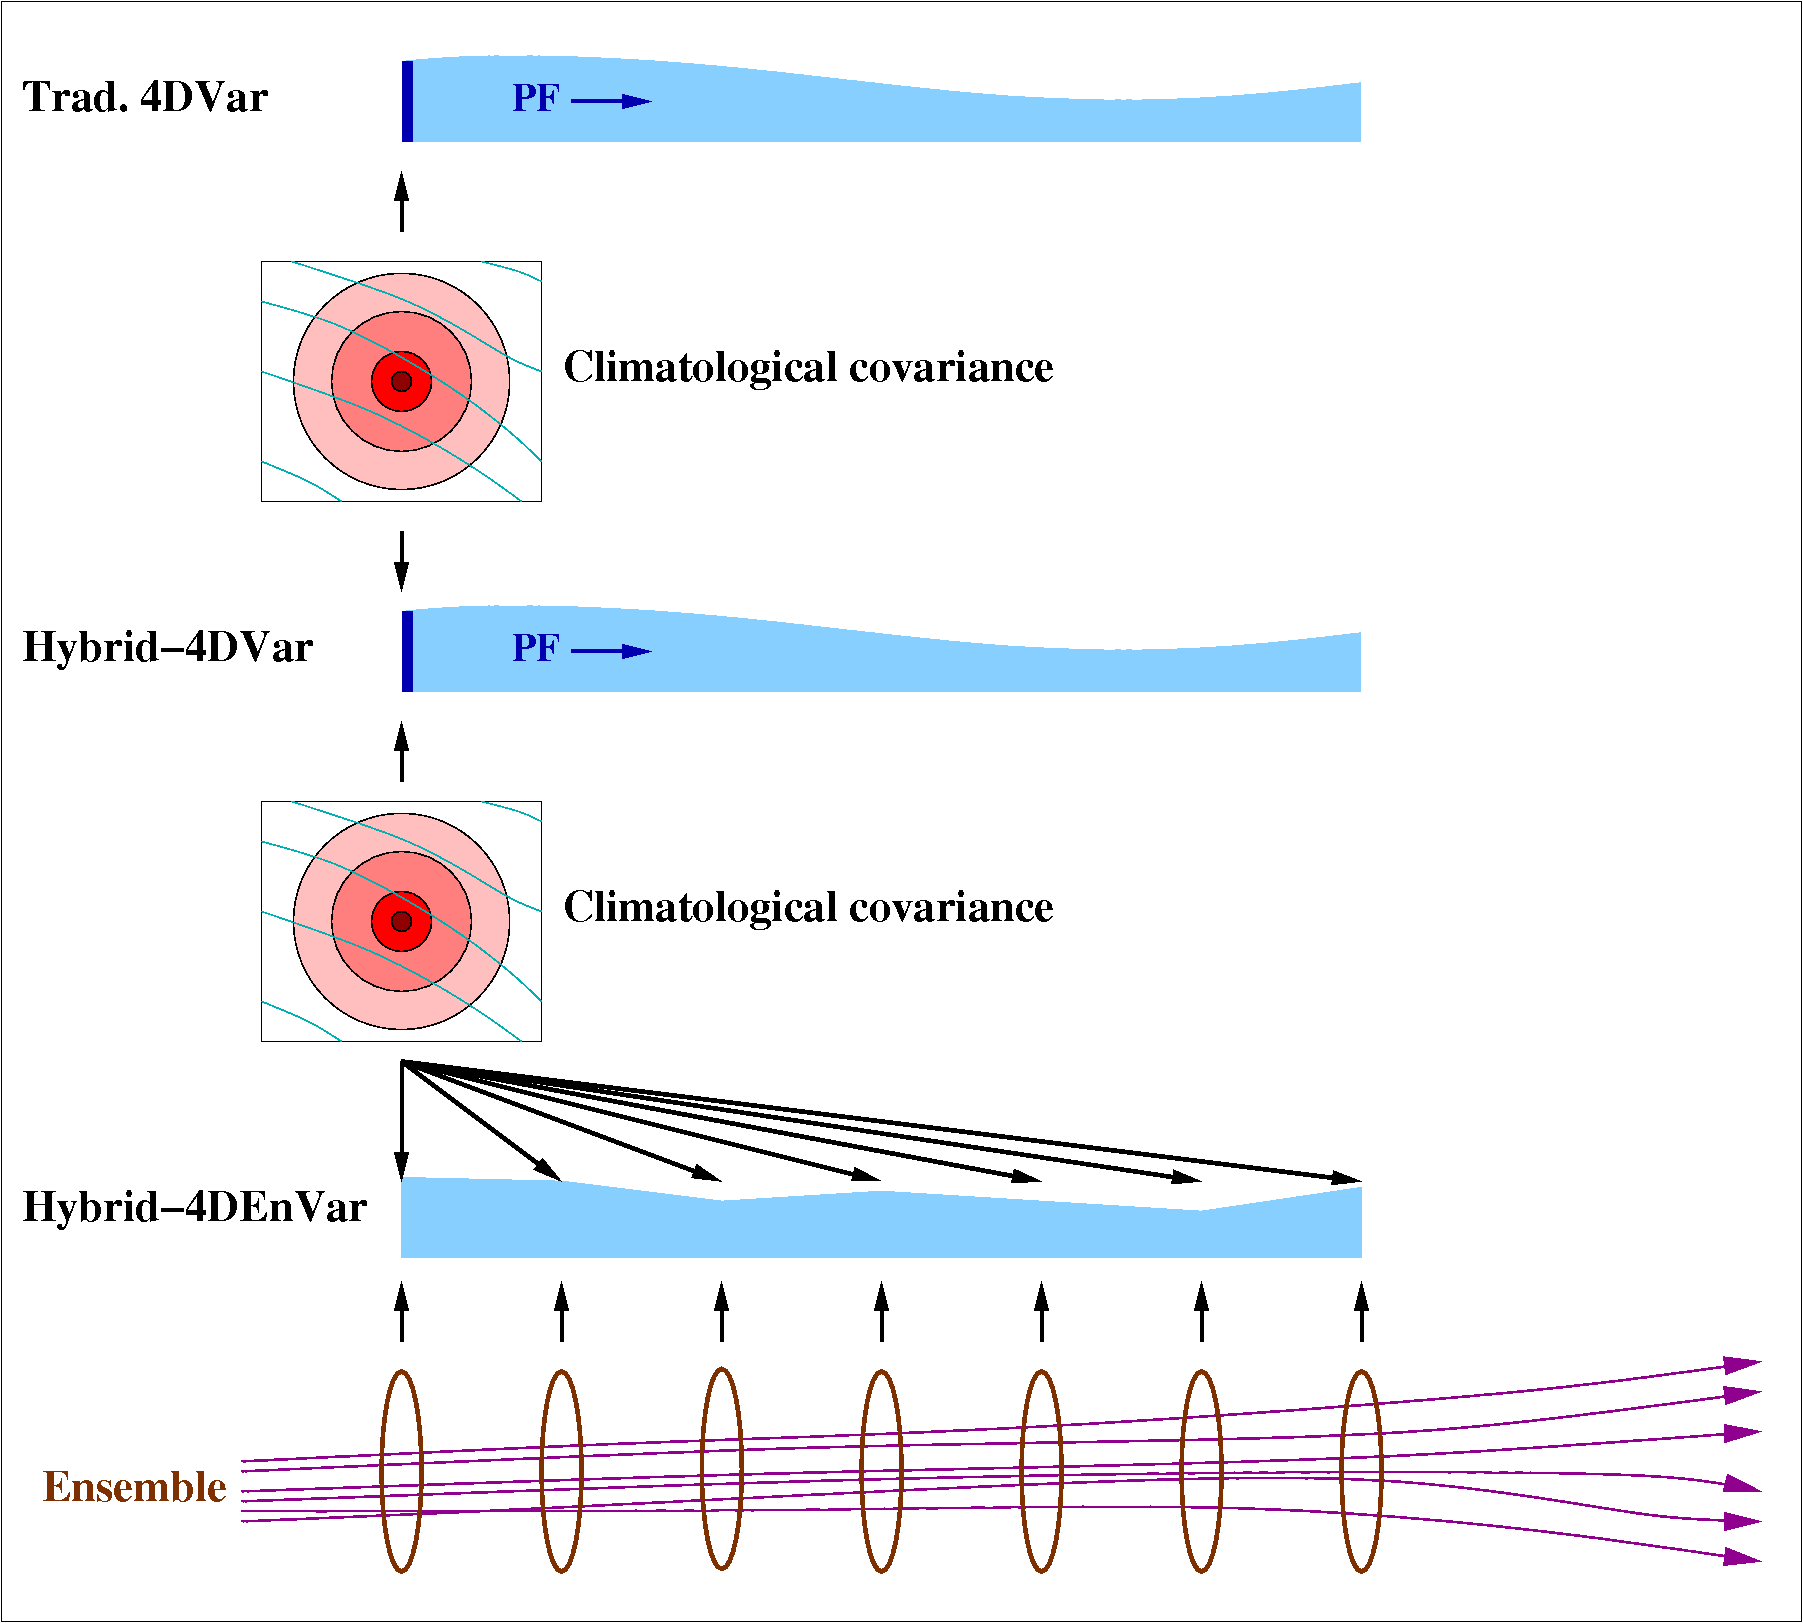 Trad. 4DVar
PF
Climatological covariance
Hybrid–4DVar
PF
Climatological covariance
Hybrid–4DEnVar
Ensemble